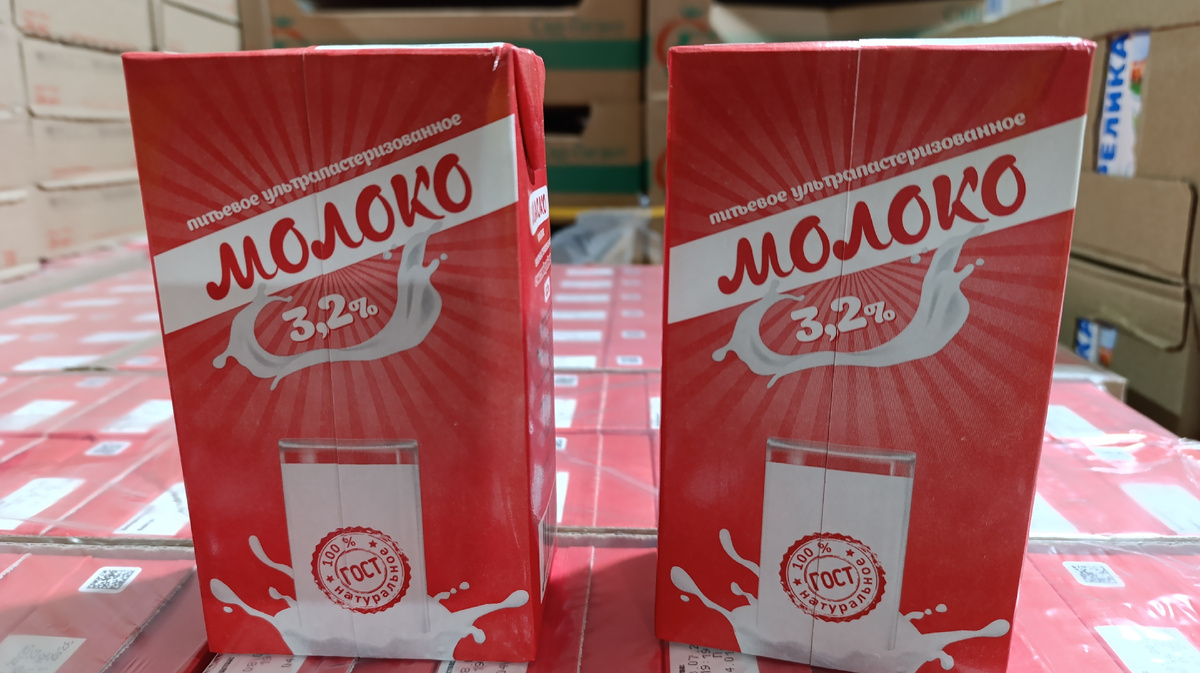 питьевое ультрапастеризованное
МОЛОКО
3,2%
100 %
ГОСТ
натуральное
питьевое ультрапастеризованное
МОЛОКО
3,2%
100 %
ГОСТ
натуральное